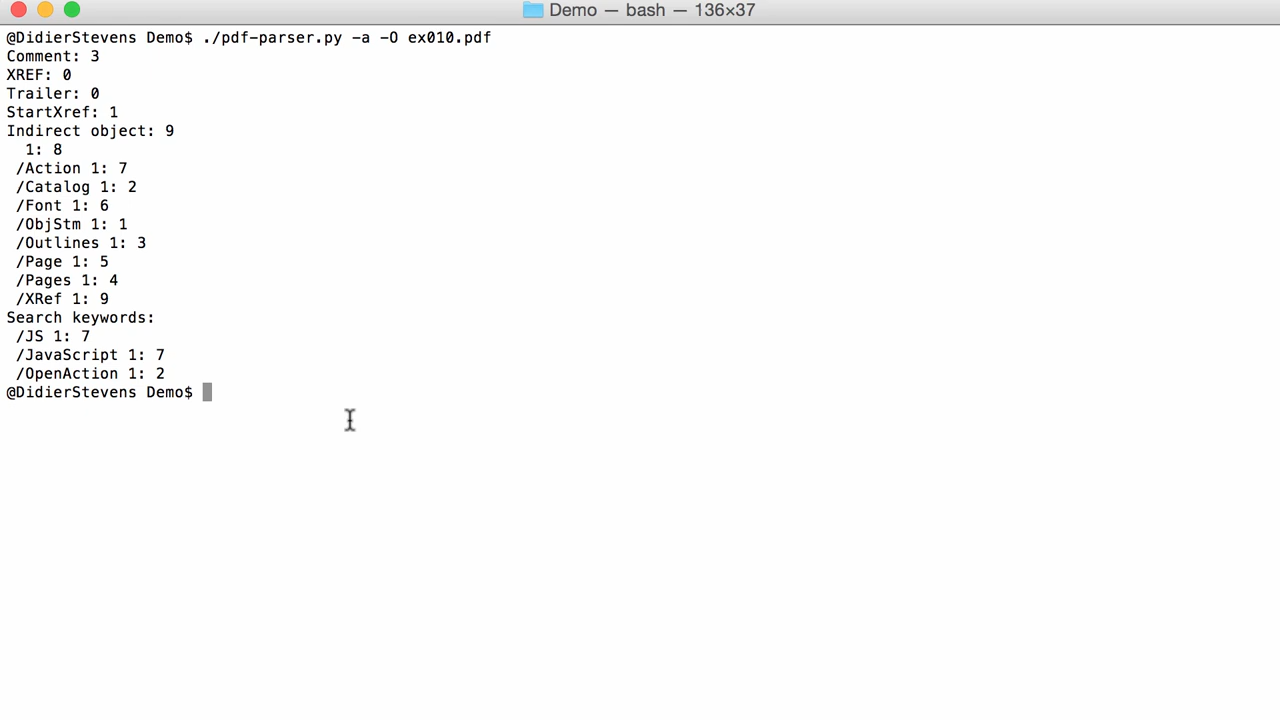 Demo — bash — 136×37
@DidierStevens Demo$ ./pdf-parser.py -a -O ex010.pdf
Comment: 3
XREF: 0
Trailer: 0
StartXref: 1
Indirect object: 9
  1: 8
 /Action 1: 7
 /Catalog 1: 2
 /Font 1: 6
 /ObjStm 1: 1
 /Outlines 1: 3
 /Page 1: 5
 /Pages 1: 4
 /XRef 1: 9
Search keywords:
 /JS 1: 7
 /JavaScript 1: 7
 /OpenAction 1: 2
@DidierStevens Demo$